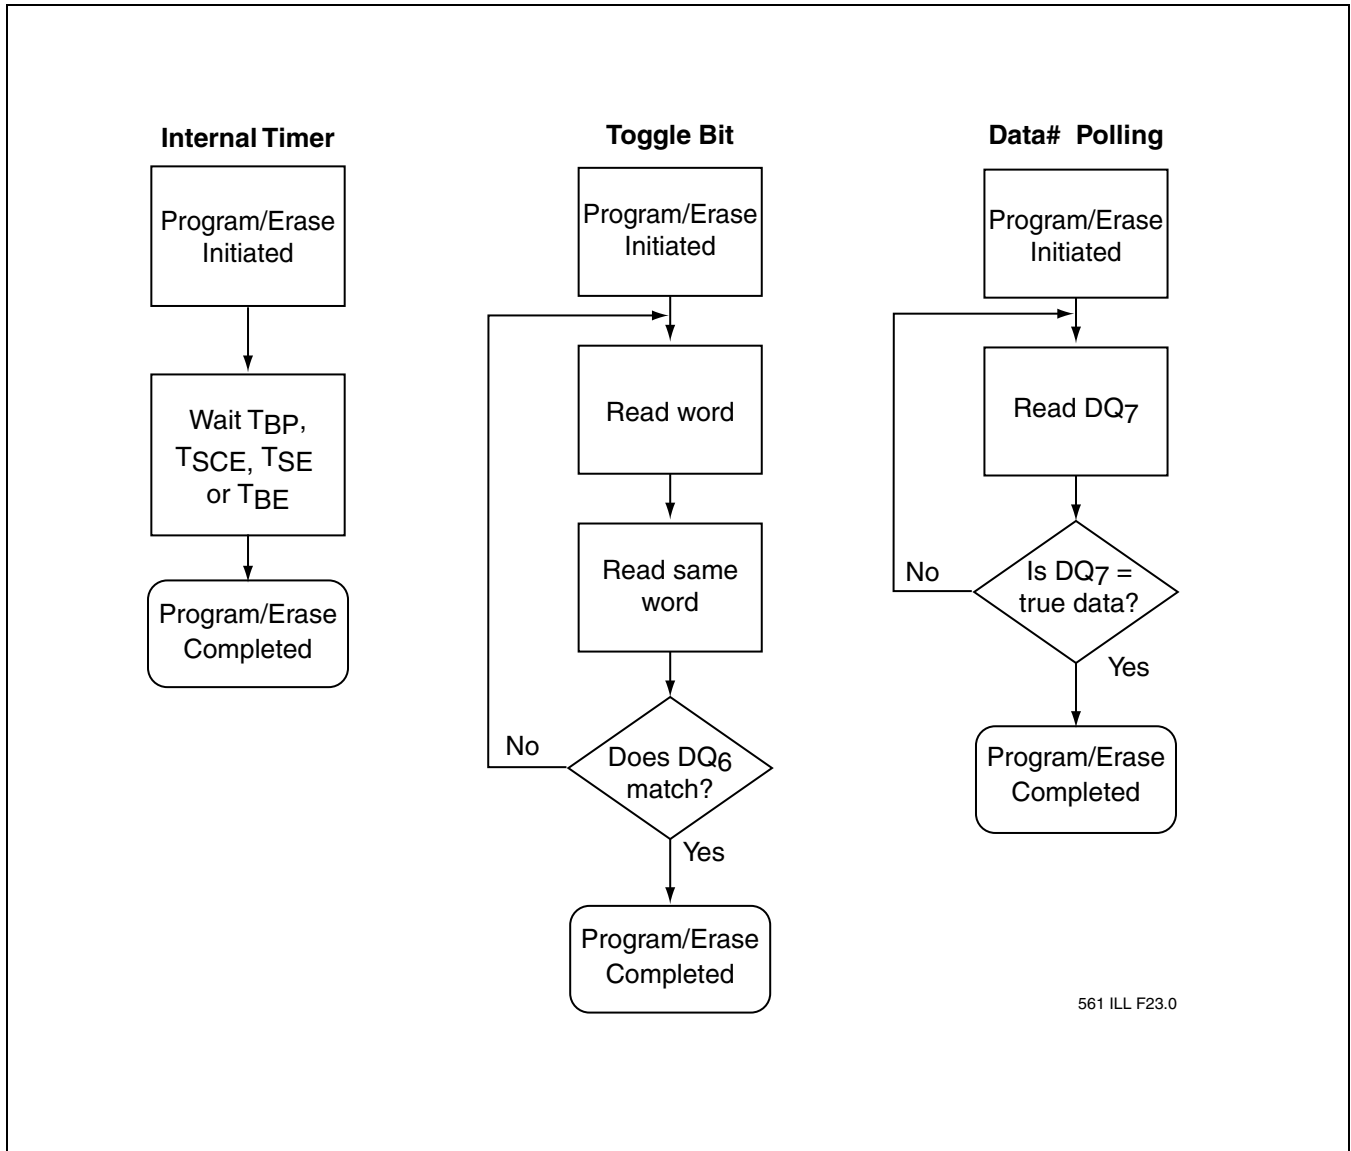 Internal Timer
Program/Erase
Initiated
Wait TBP,
TSCE, TSE
or TBE
Program/Erase
Completed
Toggle Bit
Program/Erase
Initiated
Read word
Read same
word
No
Does DQ6
match?
Yes
Program/Erase
Completed
Data# Polling
Program/Erase
Initiated
Read DQ7
No
Is DQ7 =
true data?
Yes
Program/Erase
Completed
561 ILL F23.0